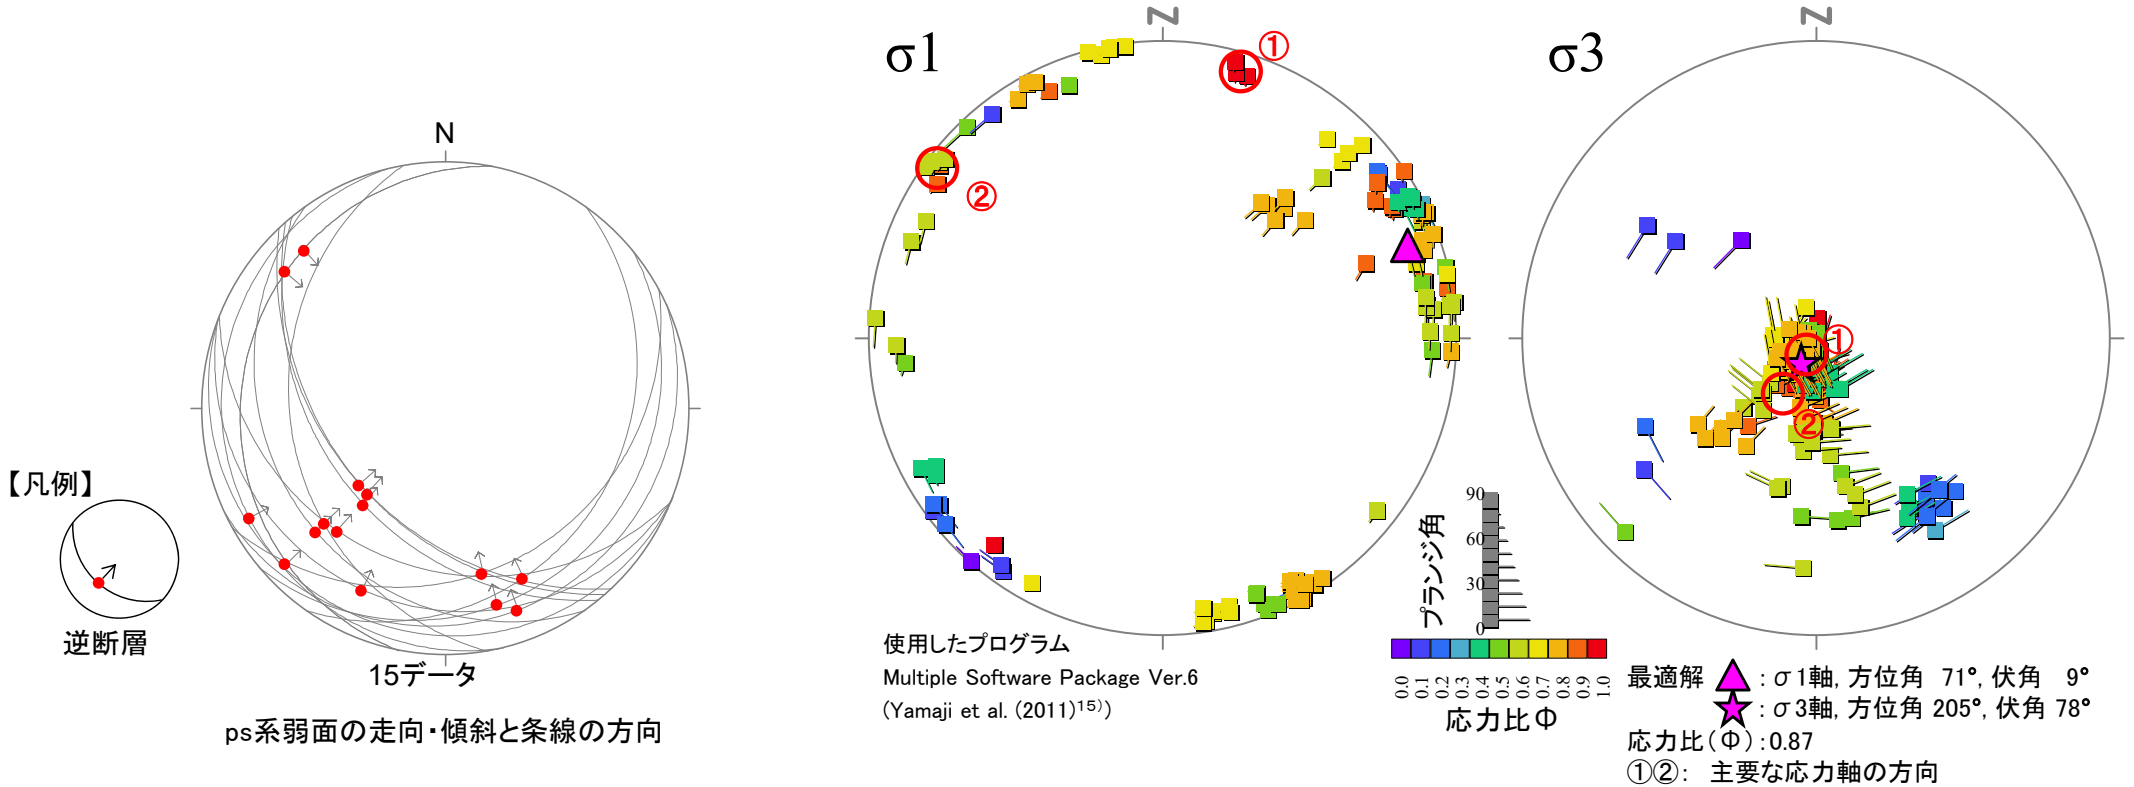 N
【凡例】
逆断層
15データ
ps系弱面の走向・傾斜と条線の方向
σ1
N
①
②
使用したプログラム
Multiple Software Package Ver.6
(Yamaji et al. (2011)¹⁵⁾)
σ3
N
①
②
プランジ角
90
60
30
0
0.0
0.1
0.2
0.3
0.4
0.5
0.6
0.7
0.8
0.9
1.0
応力比Φ
最適解 ▲ : σ1軸, 方位角 71°, 伏角 9°
★ : σ3軸, 方位角 205°, 伏角 78°
応力比(Φ):0.87
①②: 主要な応力軸の方向